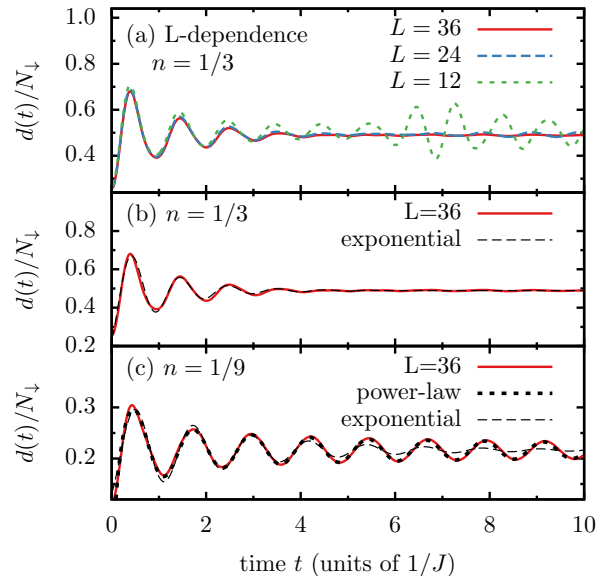 (a) L-dependence
n = 1/3
L = 36
L = 24
L = 12
1.0
0.8
0.6
0.4
d(t)/N↓
(b) n = 1/3
L=36
exponential
1.0
0.8
0.6
0.4
0.2
d(t)/N↓
(c) n = 1/9
L=36
power-law
exponential
0.3
0.2
d(t)/N↓
0 2 4 6 8 10
time t (units of 1/J)